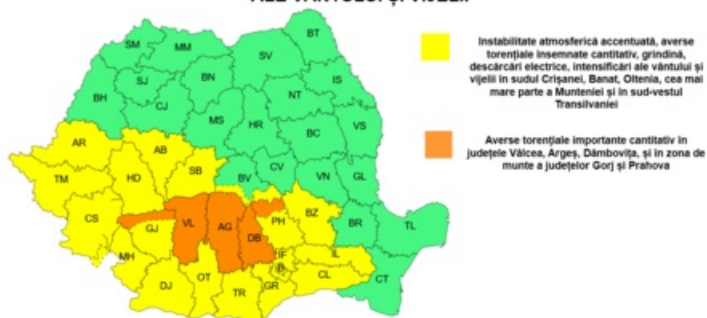 ALE VÂNTULUI ȘI VIJELII
BT
SM
MM
SV
SJ
BN
IS
BH
CJ
NT
MS
HR
VS
BC
AR
AB
SB
CV
BV
VN
GL
TM
HD
CS
VL
AG
DB
PH
BZ
BR
TL
GJ
MH
IF
B
IL
OT
CL
CT
DJ
TR
GR
Instabilitate atmosferică accentuată, averse
torențiale însemnate cantitativ, grindină,
descărcări electrice, intensificări ale vântului și
vijelii în sudul Crișanei, Banat, Oltenia, cea mai
mare parte a Munteniei și în sud-vestul
Transilvaniei
Averse torențiale importante cantitativ în
județele Vâlcea, Argeș, Dâmbovița, și în zona de
munte a județelor Gorj și Prahova